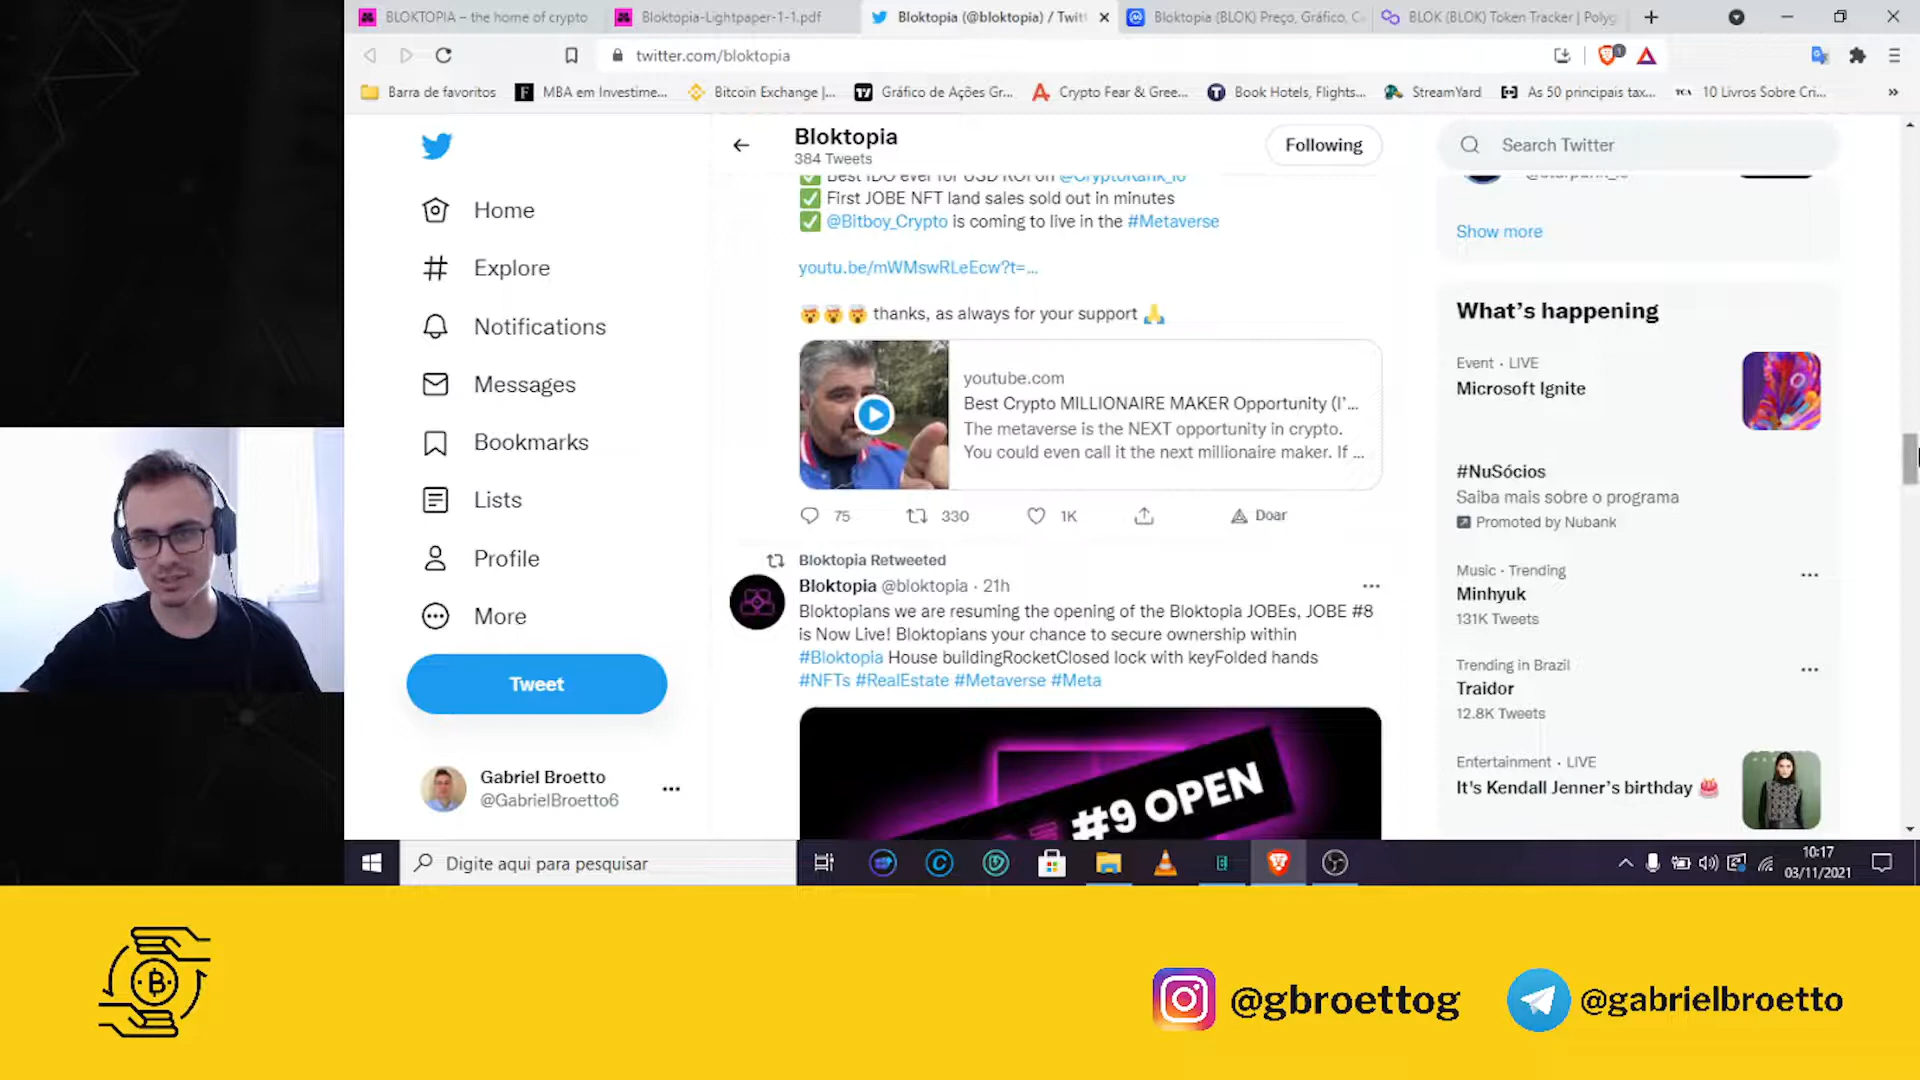 BLOKTOPIA – the home of crypto
Bloktopia-Lightpaper-1-1.pdf
Bloktopia (@bloktopia) / Twitt
Bloktopia (BLOK) Preço, Gráfico, C
BLOK (BLOK) Token Tracker | Polyg
twitter.com/bloktopia
Barra de favoritos
MBA em Investime...
Bitcoin Exchange |...
Gráfico de Ações Gr...
Crypto Fear & Gree...
Book Hotels, Flights...
StreamYard
As 50 principais tax...
10 Livros Sobre Cri...
Home
Explore
Notifications
Messages
Bookmarks
Lists
Profile
More
Tweet
Gabriel Broetto
@GabrielBroetto6
Bloktopia
384 Tweets
Following
Best IDO ever for USD ROI on @CryptoRank_io
First JOBE NFT land sales sold out in minutes
@Bitboy_Crypto is coming to live in the #Metaverse
youtu.be/mWMswRLeEcw?t=...
🤯🤯🤯 thanks, as always for your support 🙏
youtube.com
Best Crypto MILLIONAIRE MAKER Opportunity (I'...
The metaverse is the NEXT opportunity in crypto.
You could even call it the next millionaire maker. If ...
75
330
1K
Doar
Bloktopia Retweeted
Bloktopia @bloktopia · 21h
Bloktopians we are resuming the opening of the Bloktopia JOBEs, JOBE #8
is Now Live! Bloktopians your chance to secure ownership within
#Bloktopia House buildingRocketClosed lock with keyFolded hands
#NFTs #RealEstate #Metaverse #Meta
#9 OPEN
Search Twitter
Show more
What's happening
Event · LIVE
Microsoft Ignite
#NuSócios
Saiba mais sobre o programa
Promoted by Nubank
Music · Trending
Minhyuk
131K Tweets
Trending in Brazil
Traidor
12.8K Tweets
Entertainment · LIVE
It's Kendall Jenner's birthday 🎂
Digite aqui para pesquisar
10:17
03/11/2021
@gbroettog
@gabrielbroetto